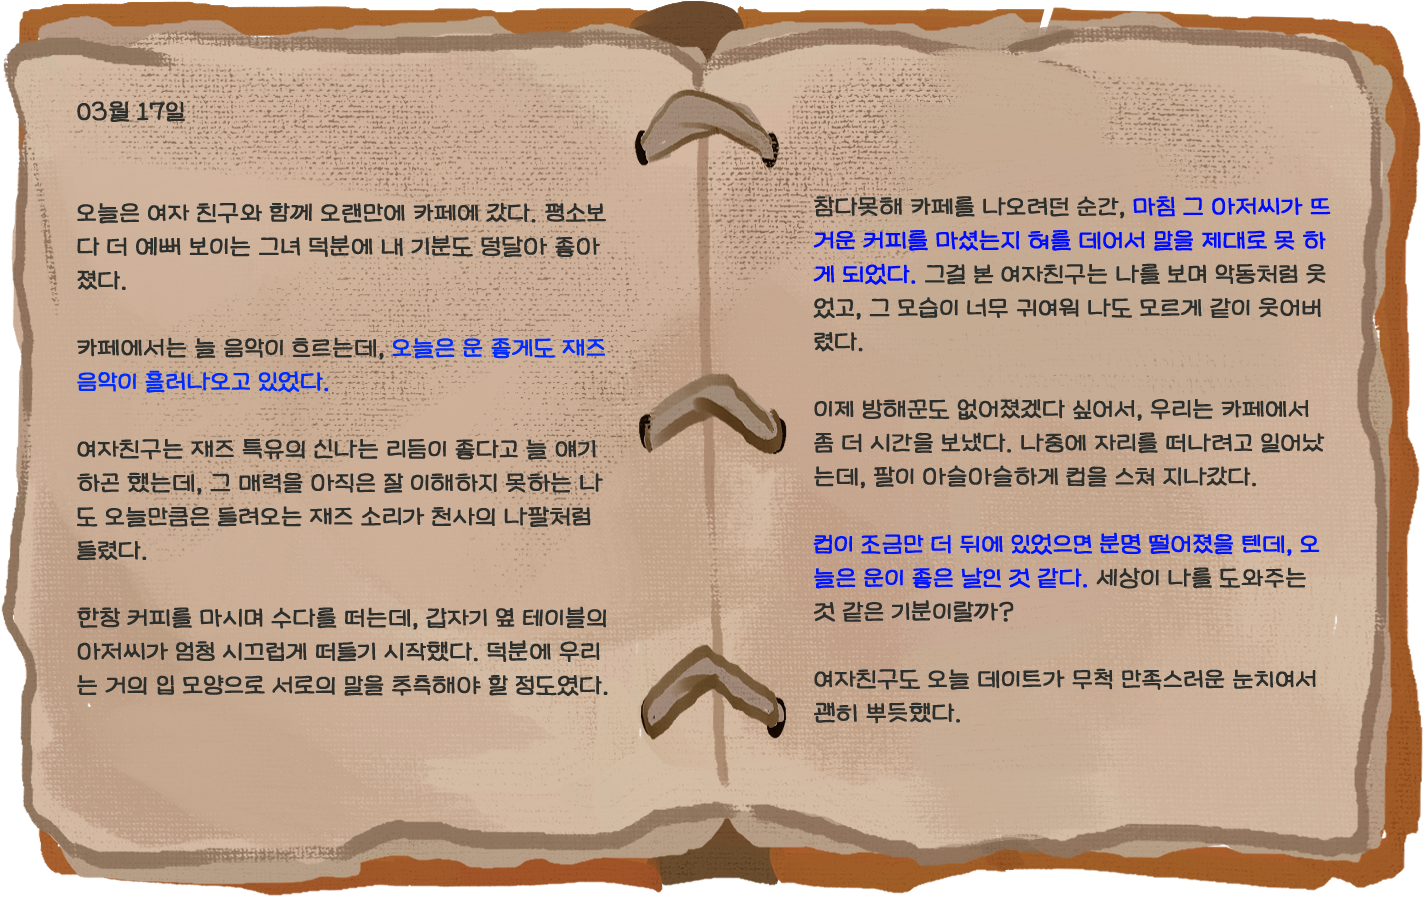 03월 17일
오늘은 여자 친구와 함께 오랜만에 카페에 갔다. 평소보
다 더 예뻐 보이는 그녀 덕분에 내 기분도 덩달아 좋아
졌다.
카페에서는 늘 음악이 흐르는데, 오늘은 운 좋게도 재즈
음악이 흘러나오고 있었다.
여자친구는 재즈 특유의 신나는 리듬이 좋다고 늘 얘기
하곤 했는데, 그 매력을 아직은 잘 이해하지 못하는 나
도 오늘만큼은 들려오는 재즈 소리가 천사의 나팔처럼
들렸다.
한창 커피를 마시며 수다를 떠는데, 갑자기 옆 테이블의
아저씨가 엄청 시끄럽게 떠들기 시작했다. 덕분에 우리
는 거의 입 모양으로 서로의 말을 추측해야 할 정도였다.
참다못해 카페를 나오려던 순간, 마침 그 아저씨가 뜨
거운 커피를 마셨는지 혀를 데어서 말을 제대로 못 하
게 되었다. 그걸 본 여자친구는 나를 보며 악동처럼 웃
었고, 그 모습이 너무 귀여워 나도 모르게 같이 웃어버
렸다.
이제 방해꾼도 없어졌겠다 싶어서, 우리는 카페에서
좀 더 시간을 보냈다. 나중에 자리를 떠나려고 일어났
는데, 팔이 아슬아슬하게 컵을 스쳐 지나갔다.
컵이 조금만 더 뒤에 있었으면 분명 떨어졌을 텐데, 오
늘은 운이 좋은 날인 것 같다. 세상이 나를 도와주는
것 같은 기분이랄까?
여자친구도 오늘 데이트가 무척 만족스러운 눈치여서
괜히 뿌듯했다.